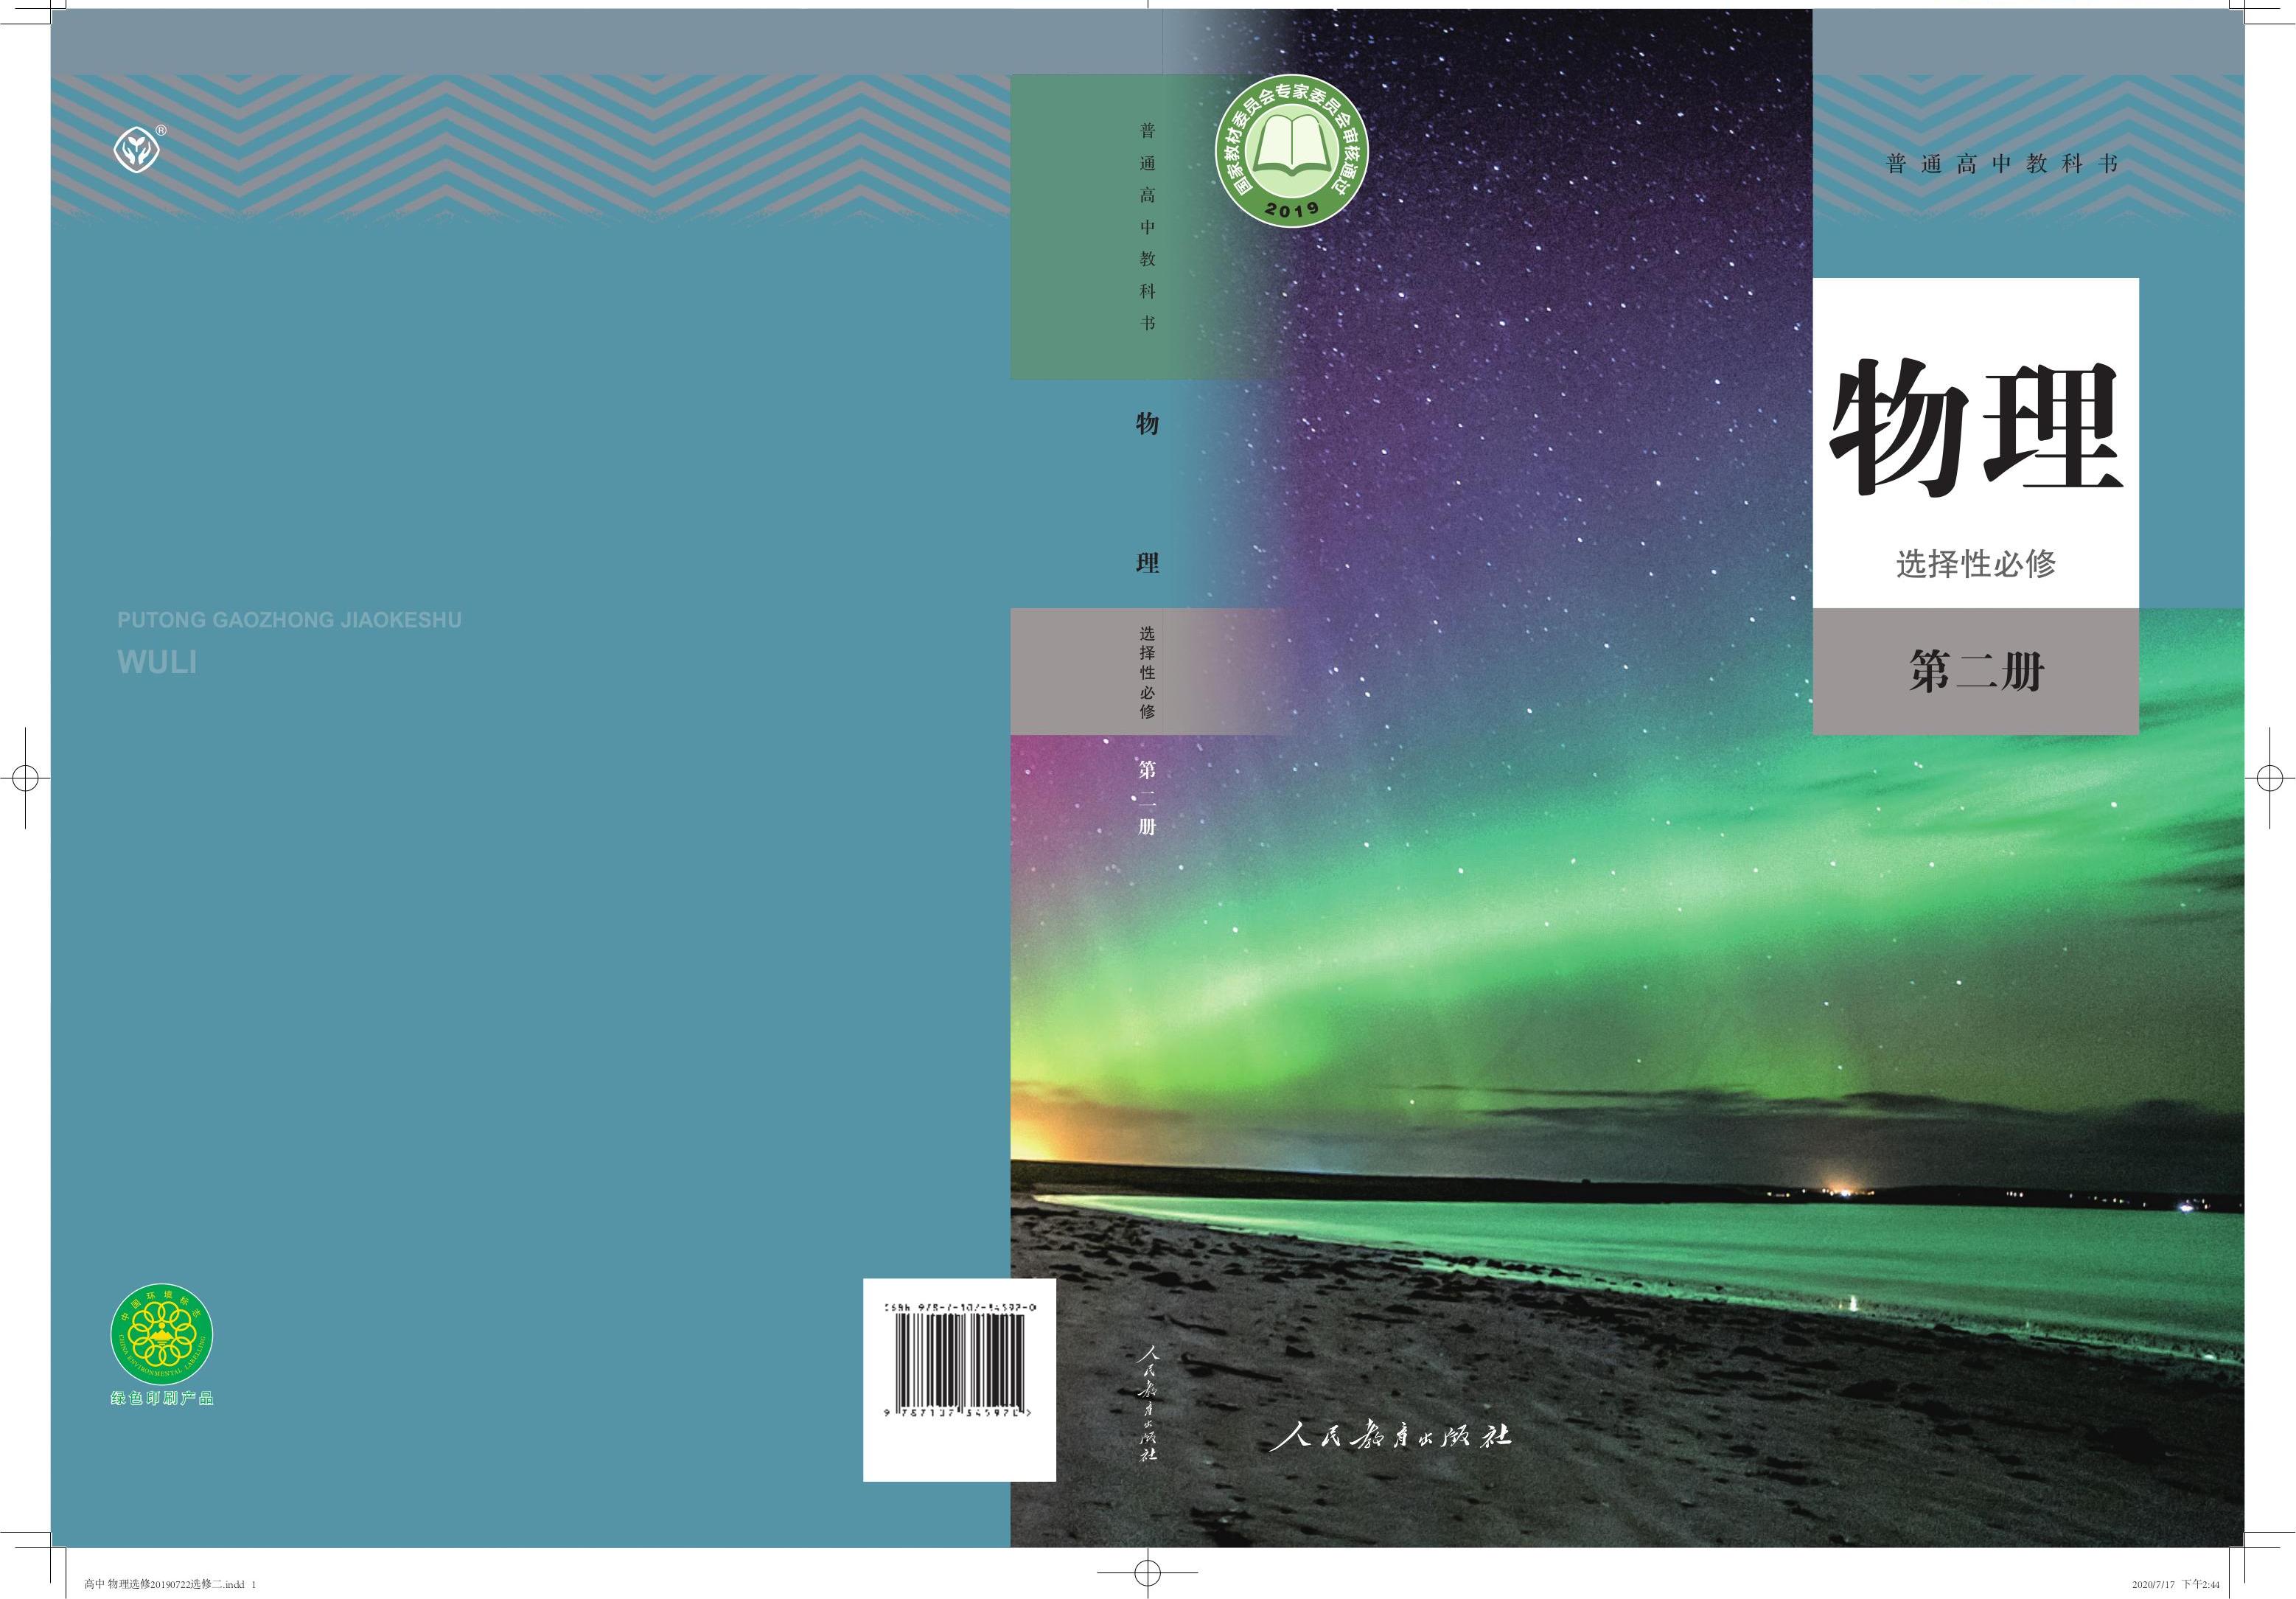 ®
PUTONG GAOZHONG JIAOKESHU
WULI
中国环境标志
CHINA ENVIRONMENTAL LABELLING
绿色印刷产品
普通高中教科书
物理
选择性必修
第二册
人民教育出版社
国家教材委员会专家委员会审核通过
2019
普通高中教科书
物理
选择性必修
第二册
人民教育出版社
高中 物理选修20190722选修二.indd 1
2020/7/17 下午2:44